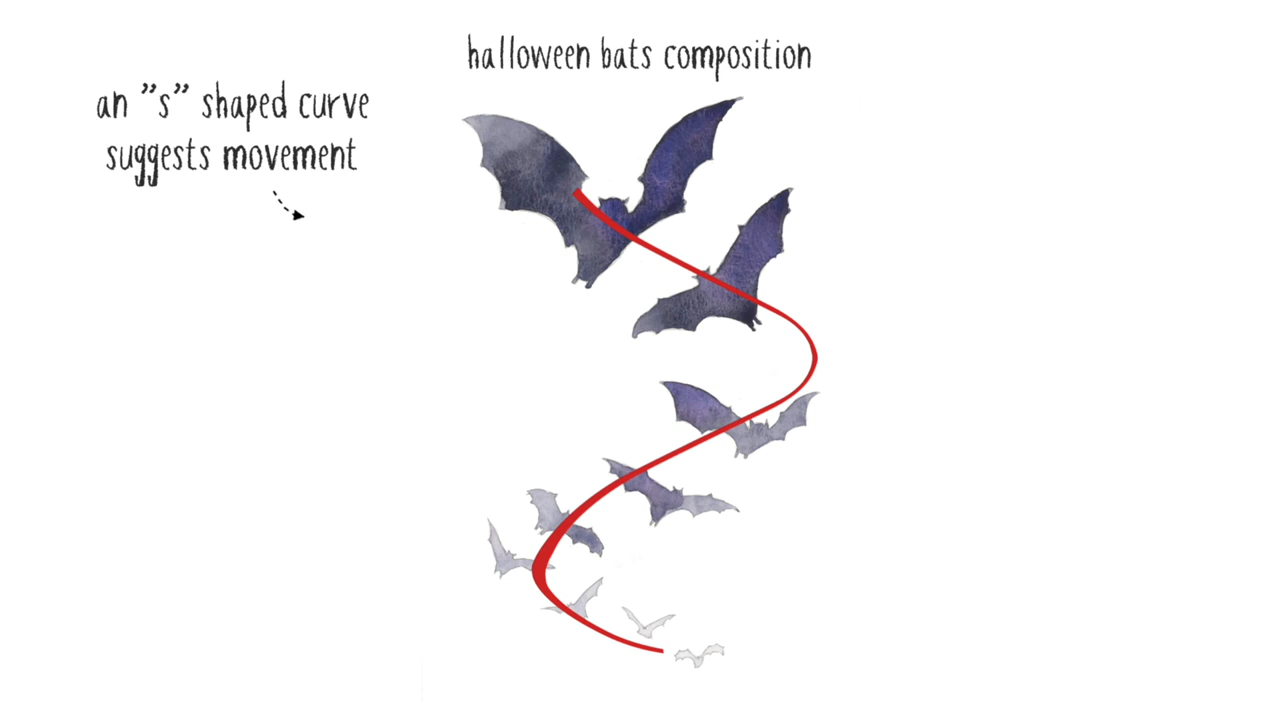 halloween bats composition
an "s" shaped curve
suggests movement